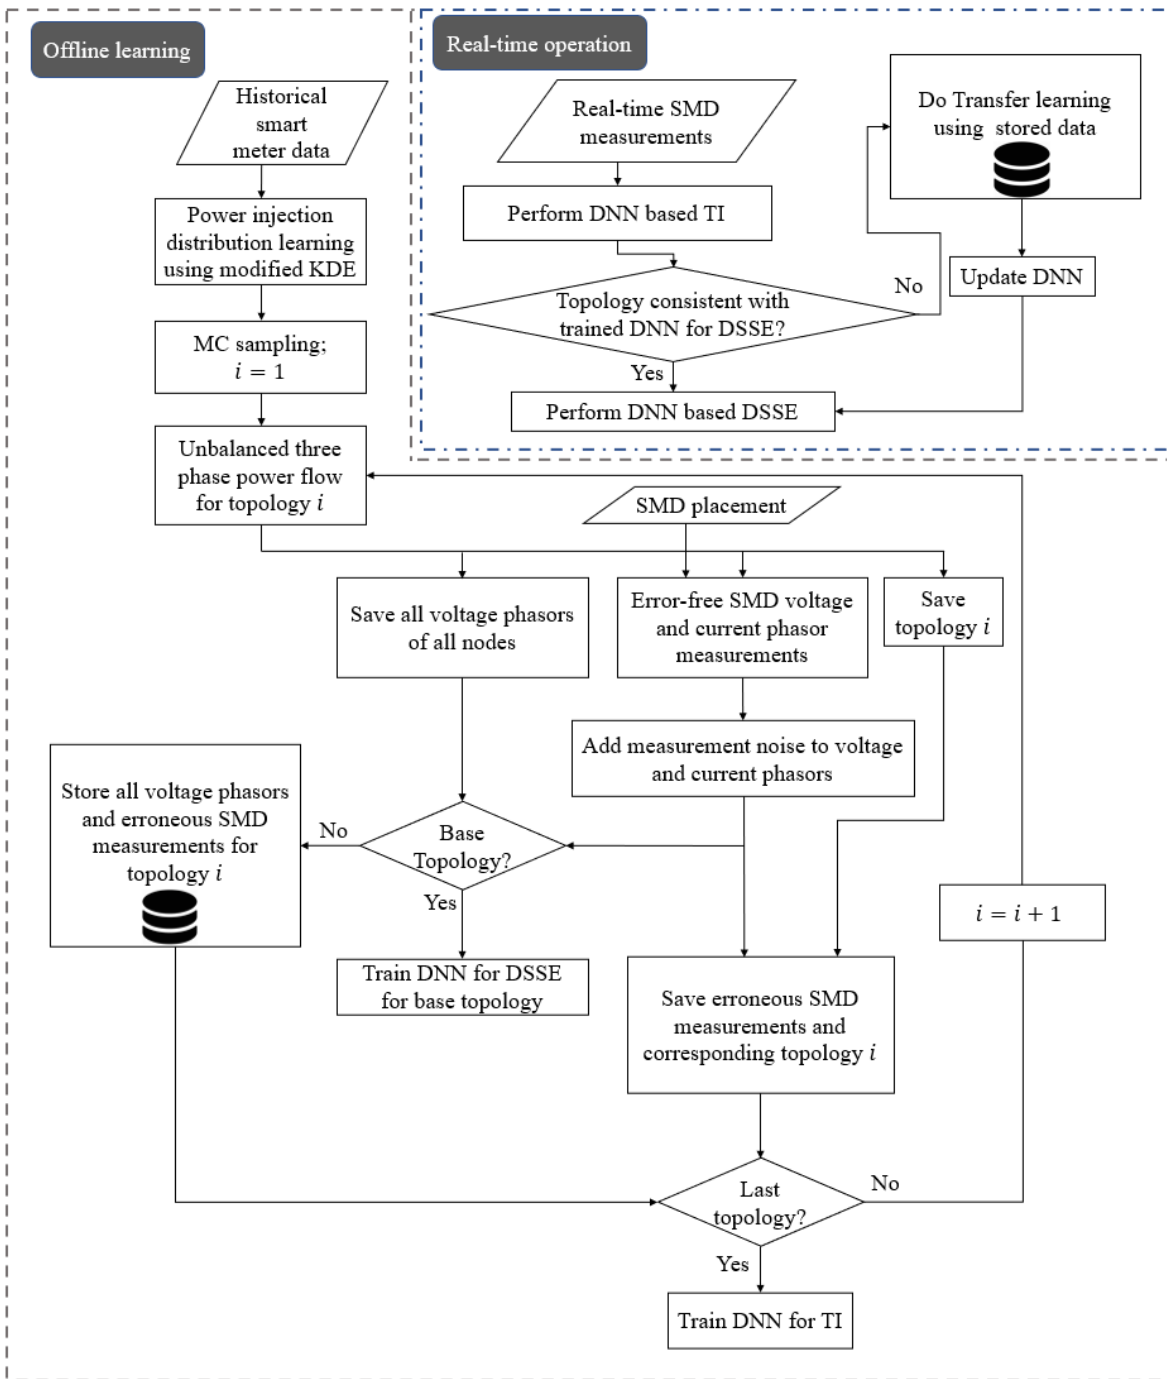 Offline learning
Real-time operation
Historical
smart
meter data
Power injection
distribution learning
using modified KDE
MC sampling;
i = 1
Unbalanced three
phase power flow
for topology i
Real-time SMD
measurements
Perform DNN based TI
Topology consistent with
trained DNN for DSSE?
No
Yes
Perform DNN based DSSE
Do Transfer learning
using stored data
Update DNN
SMD placement
Save all voltage phasors
of all nodes
Error-free SMD voltage
and current phasor
measurements
Save
topology i
Add measurement noise to voltage
and current phasors
Store all voltage phasors
and erroneous SMD
measurements for
topology i
No
Base
Topology?
Yes
Train DNN for DSSE
for base topology
i = i + 1
Save erroneous SMD
measurements and
corresponding topology i
Last
topology?
No
Yes
Train DNN for TI